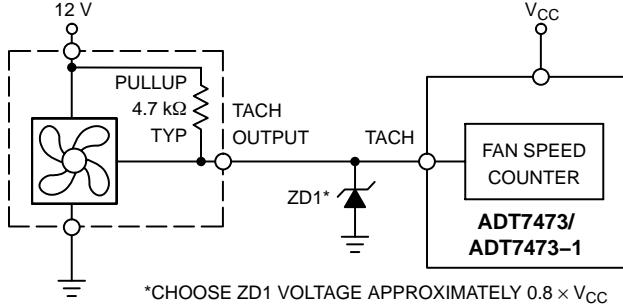 12 V
VCC
PULLUP
4.7 kΩ
TYP
TACH
OUTPUT
TACH
FAN SPEED
COUNTER
ZD1*
ADT7473/
ADT7473–1
*CHOOSE ZD1 VOLTAGE APPROXIMATELY 0.8 × VCC